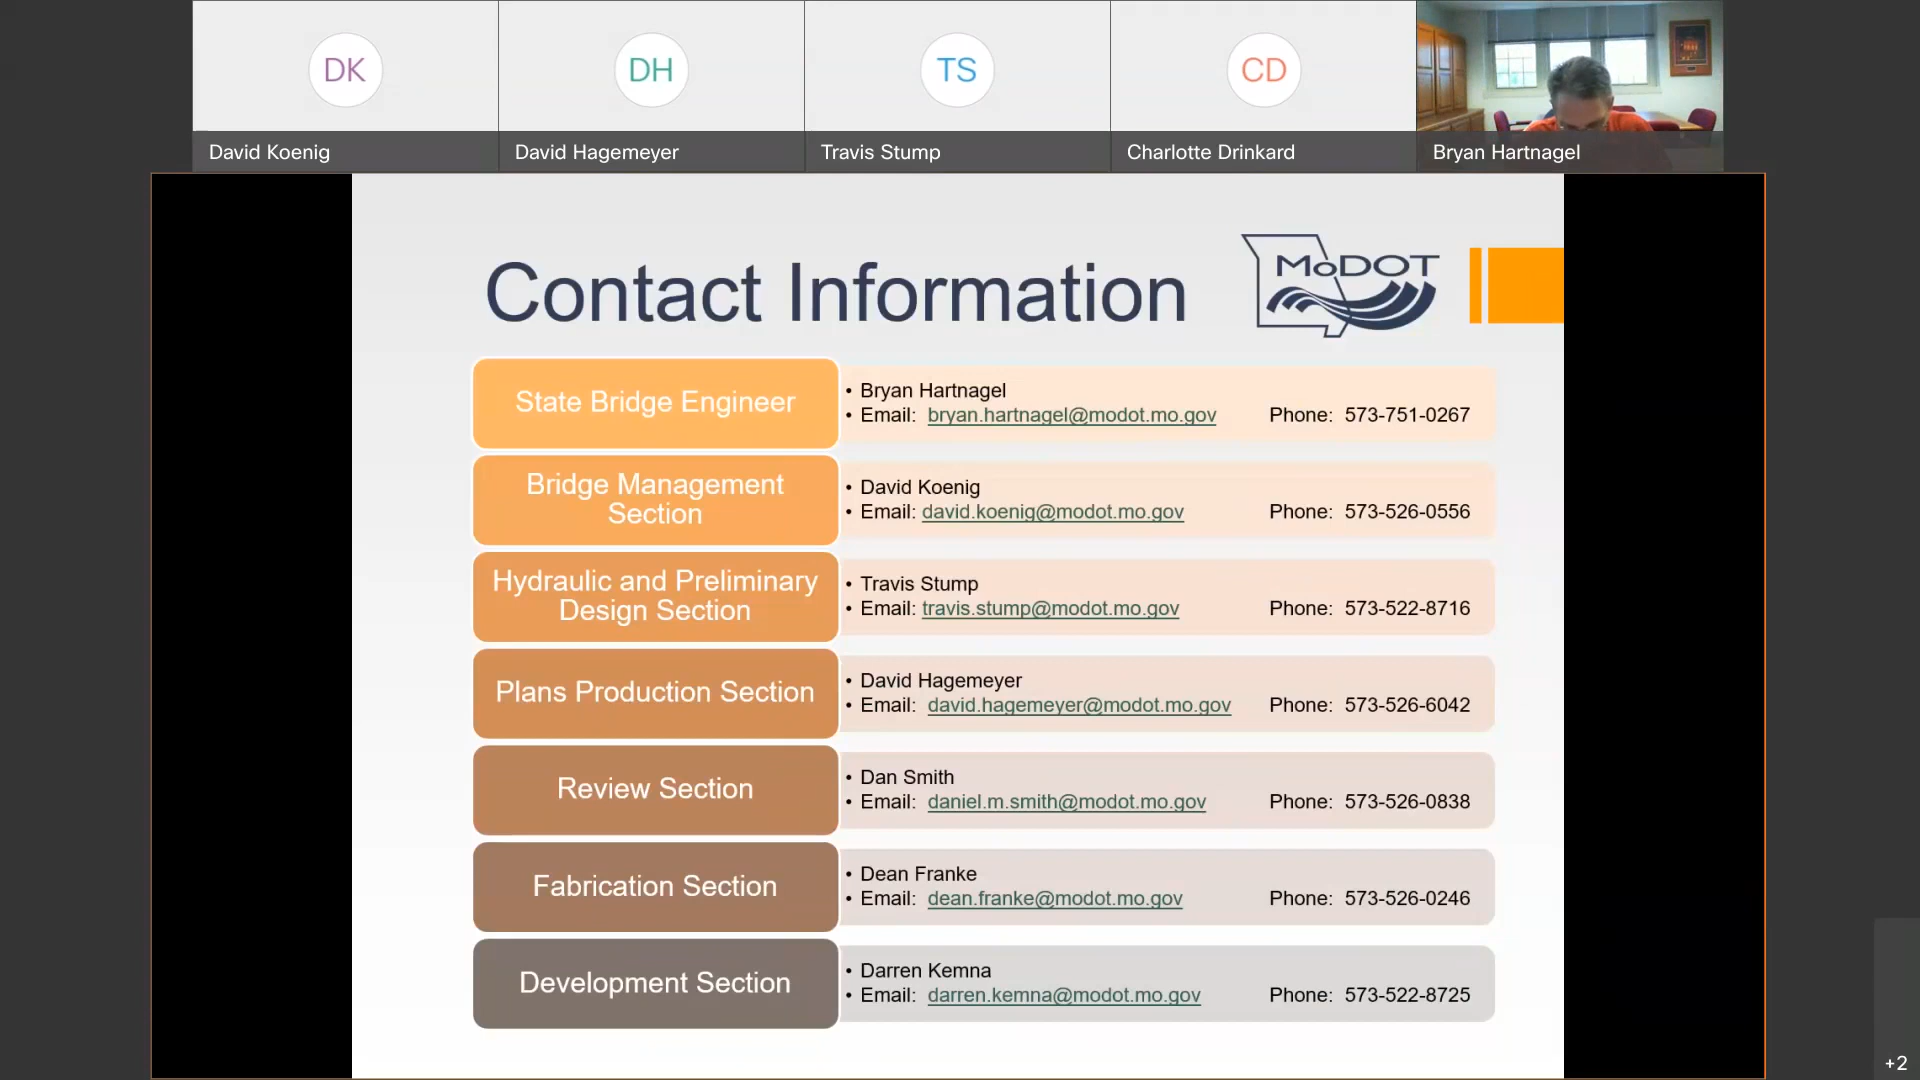 DK
DH
TS
CD
David Koenig
David Hagemeyer
Travis Stump
Charlotte Drinkard
Bryan Hartnagel
Contact Information
MoDOT
State Bridge Engineer
• Bryan Hartnagel
• Email: bryan.hartnagel@modot.mo.gov Phone: 573-751-0267
Bridge Management
Section
• David Koenig
• Email: david.koenig@modot.mo.gov Phone: 573-526-0556
Hydraulic and Preliminary
Design Section
• Travis Stump
• Email: travis.stump@modot.mo.gov Phone: 573-522-8716
Plans Production Section
• David Hagemeyer
• Email: david.hagemeyer@modot.mo.gov Phone: 573-526-6042
Review Section
• Dan Smith
• Email: daniel.m.smith@modot.mo.gov Phone: 573-526-0838
Fabrication Section
• Dean Franke
• Email: dean.franke@modot.mo.gov Phone: 573-526-0246
Development Section
• Darren Kemna
• Email: darren.kemna@modot.mo.gov Phone: 573-522-8725
+2